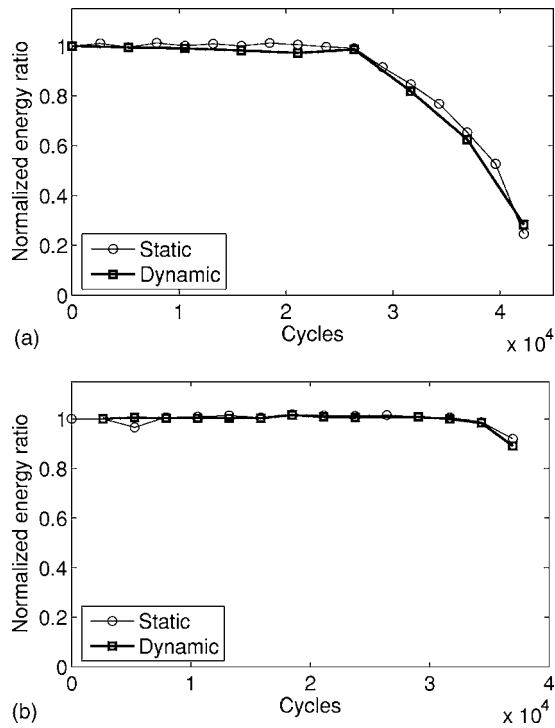 1
0.8
0.6
0.4
0.2
0
Normalized energy ratio
Static
Dynamic
0 1 2 3 4
Cycles
x 10^4
(a)
1
0.8
0.6
0.4
0.2
0
Normalized energy ratio
Static
Dynamic
0 1 2 3 4
Cycles
x 10^4
(b)